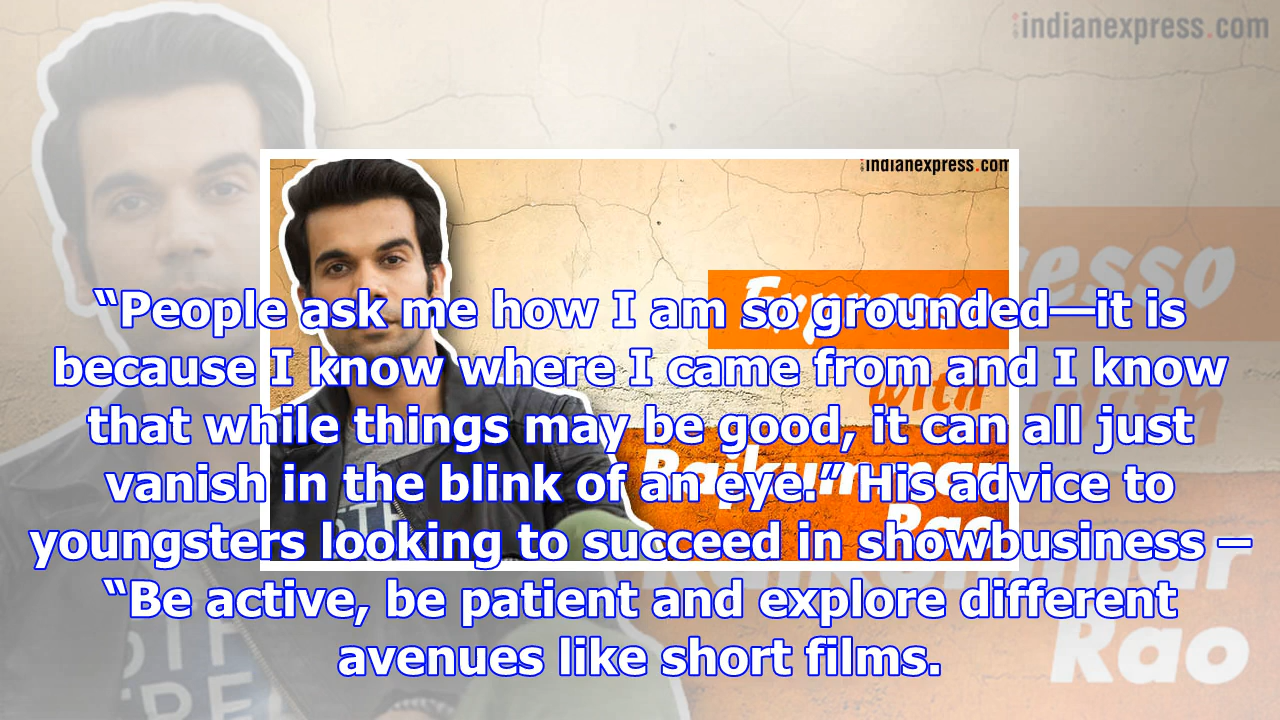 indianexpress.com
indianexpress.com
Expresso
with
Rajkummar
Rao
“People ask me how I am so grounded—it is
because I know where I came from and I know
that while things may be good, it can all just
vanish in the blink of an eye.” His advice to
youngsters looking to succeed in showbusiness –
“Be active, be patient and explore different
avenues like short films.